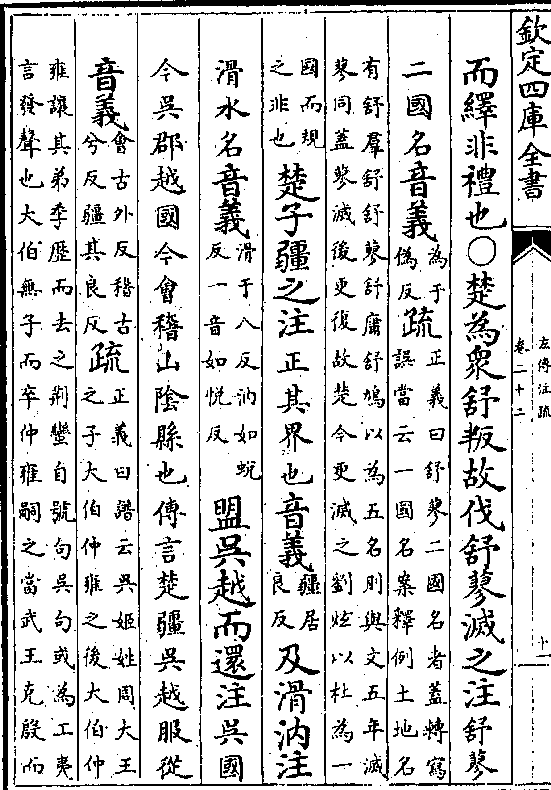 欽定四庫全書
左傳注疏
卷二十二
十一
而繹非禮也○楚為衆舒叛故伐舒蓼滅之注舒蓼
二國名音義為于偽反疏正義曰舒蓼二國名者蓋轉寫誤當云一國名案釋例土地名
有舒羣舒舒蓼舒庸舒鳩以為五名則與文五年滅
蓼同蓋蓼滅後更復故楚今更滅之劉炫以杜為一
國而規之非也楚子疆之注正其界也音義疆居良反及滑汭注
滑水名音義滑于八反汭如蛻反一音如悅反盟吳越而還注吳國
今吳郡越國今會稽山陰縣也傳言楚疆吳越服從
音義會古外反稽古兮反疆其良反疏正義曰譜云吳姬姓周大王之子大伯仲雍之後大伯仲
雍讓其弟季歴而去之荆蠻自號句吳句或為工夷
言發聲也大伯無子而卒仲雍嗣之當武王克殷而